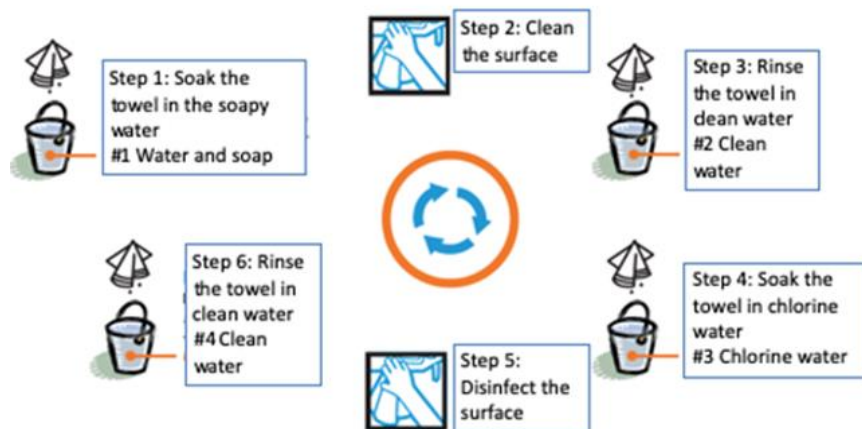 Step 1: Soak the
towel in the soapy
water
#1 Water and soap
Step 2: Clean
the surface
Step 3: Rinse
the towel in
clean water
#2 Clean
water
Step 4: Soak the
towel in chlorine
water
#3 Chlorine water
Step 5:
Disinfect the
surface
Step 6: Rinse
the towel in
clean water
#4 Clean
water